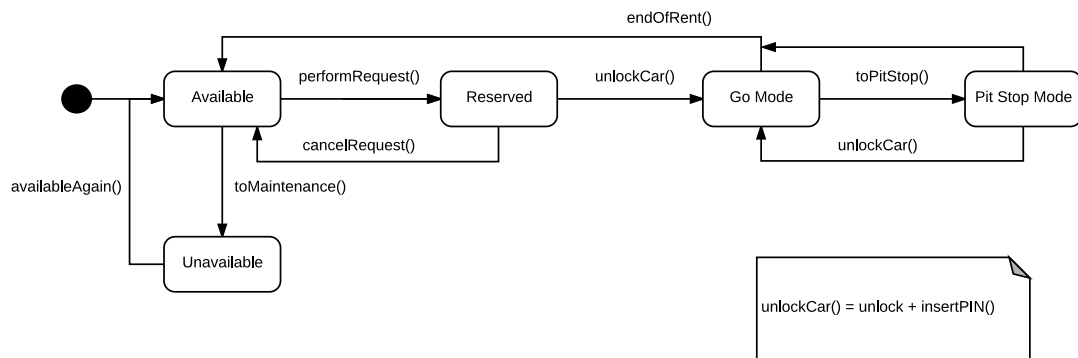 endOfRent()
performRequest()
unlockCar()
toPitStop()
Available
Reserved
Go Mode
Pit Stop Mode
cancelRequest()
unlockCar()
availableAgain()
toMaintenance()
Unavailable
unlockCar() = unlock + insertPIN()